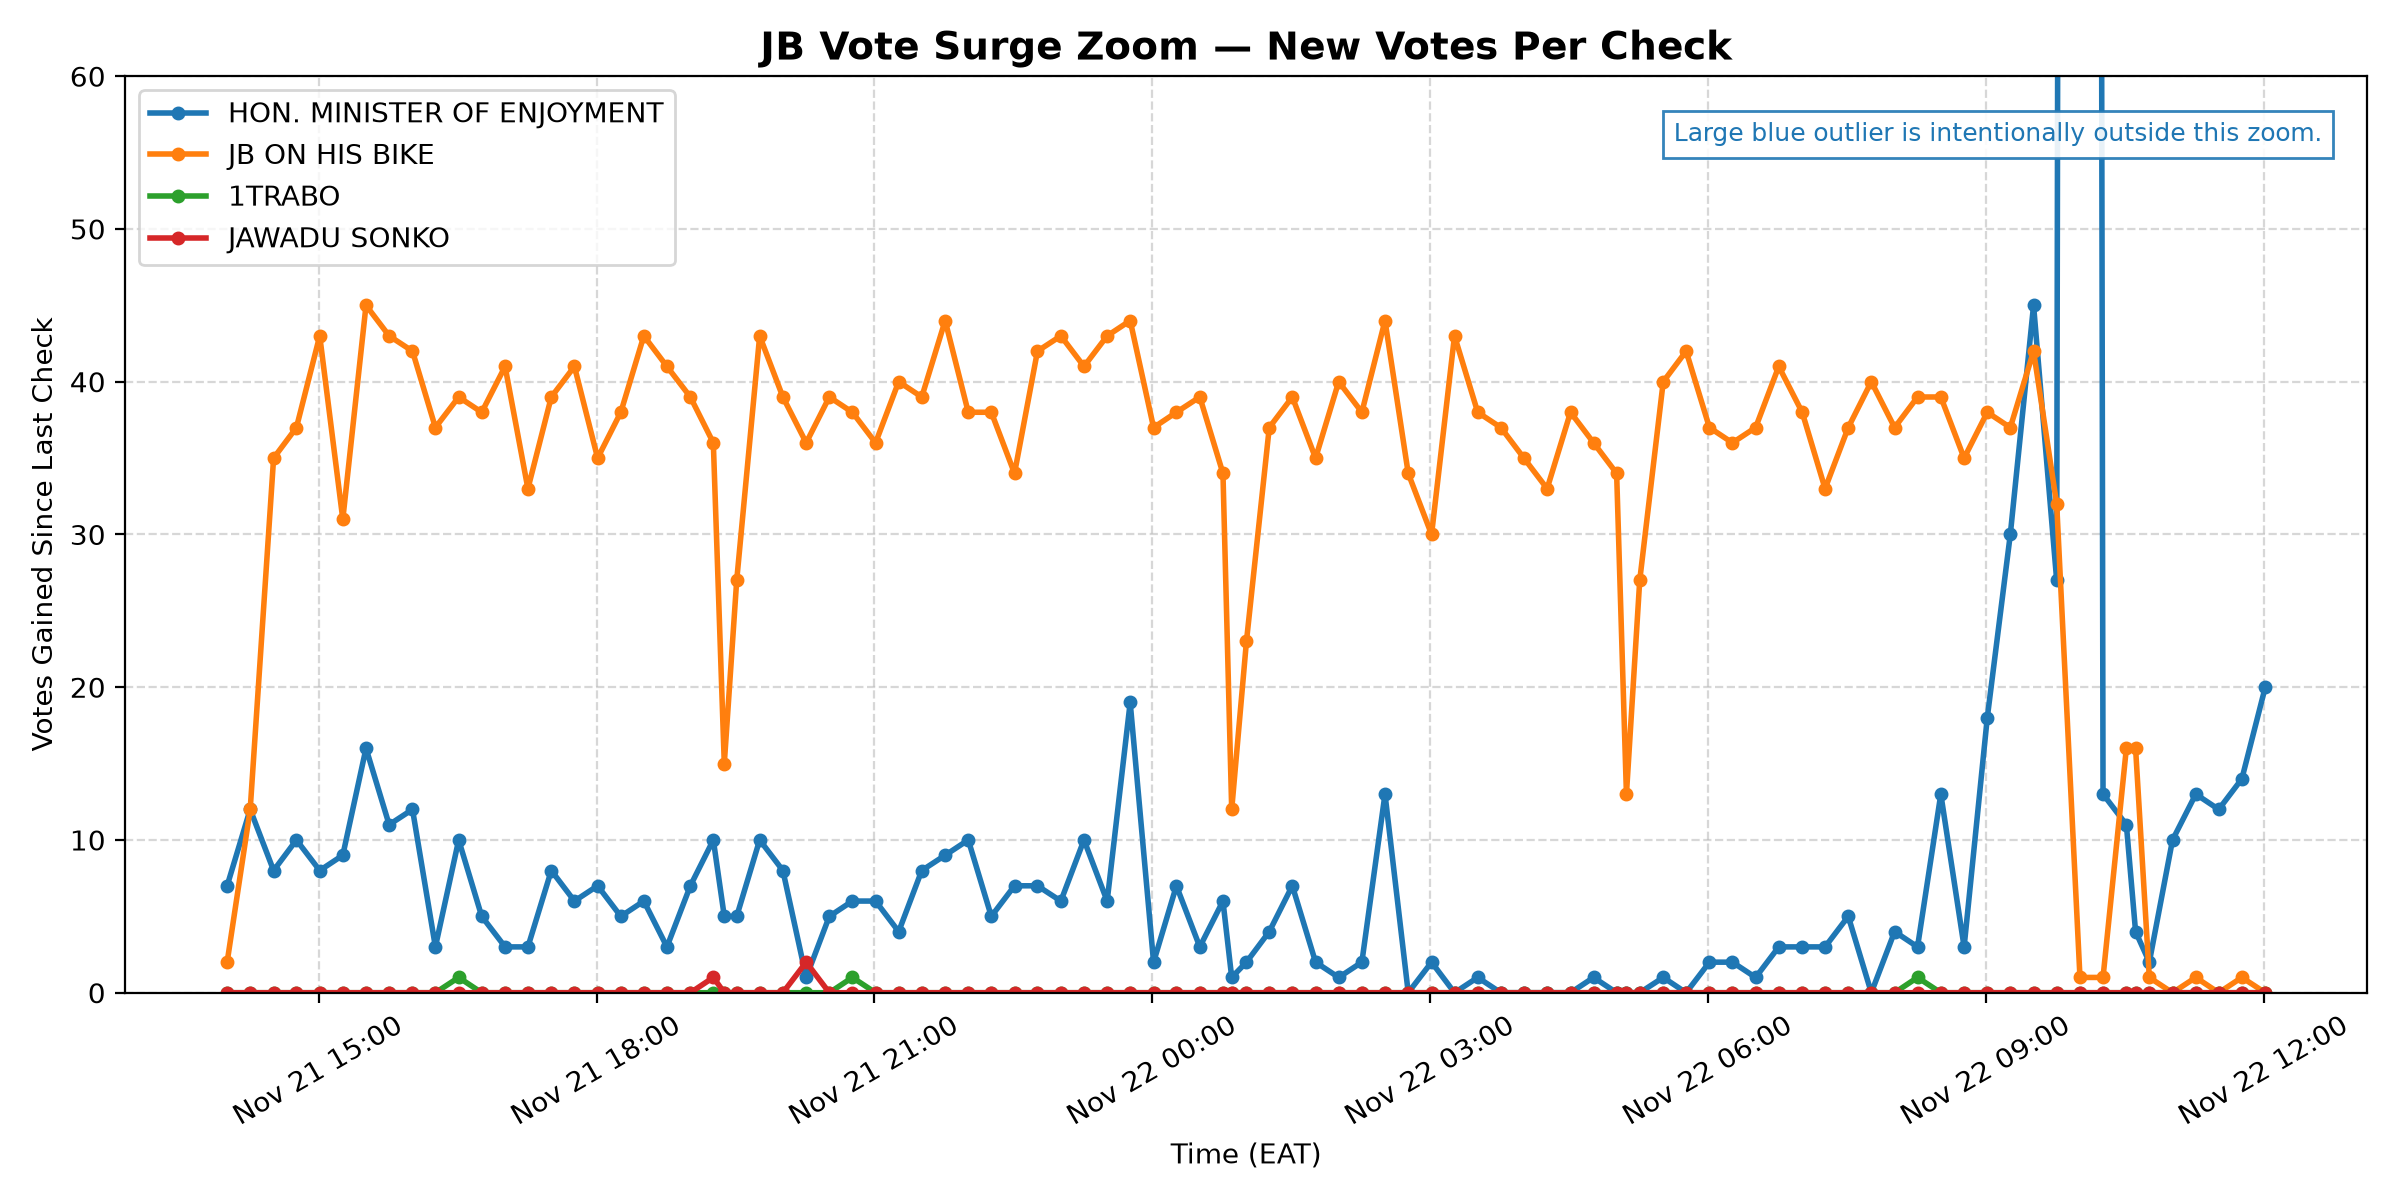 JB Vote Surge Zoom — New Votes Per Check
60
50
40
30
20
10
0
Votes Gained Since Last Check
HON. MINISTER OF ENJOYMENT
JB ON HIS BIKE
1TRABO
JAWADU SONKO
Large blue outlier is intentionally outside this zoom.
Nov 21 15:00
Nov 21 18:00
Nov 21 21:00
Nov 22 00:00
Nov 22 03:00
Nov 22 06:00
Nov 22 09:00
Nov 22 12:00
Time (EAT)